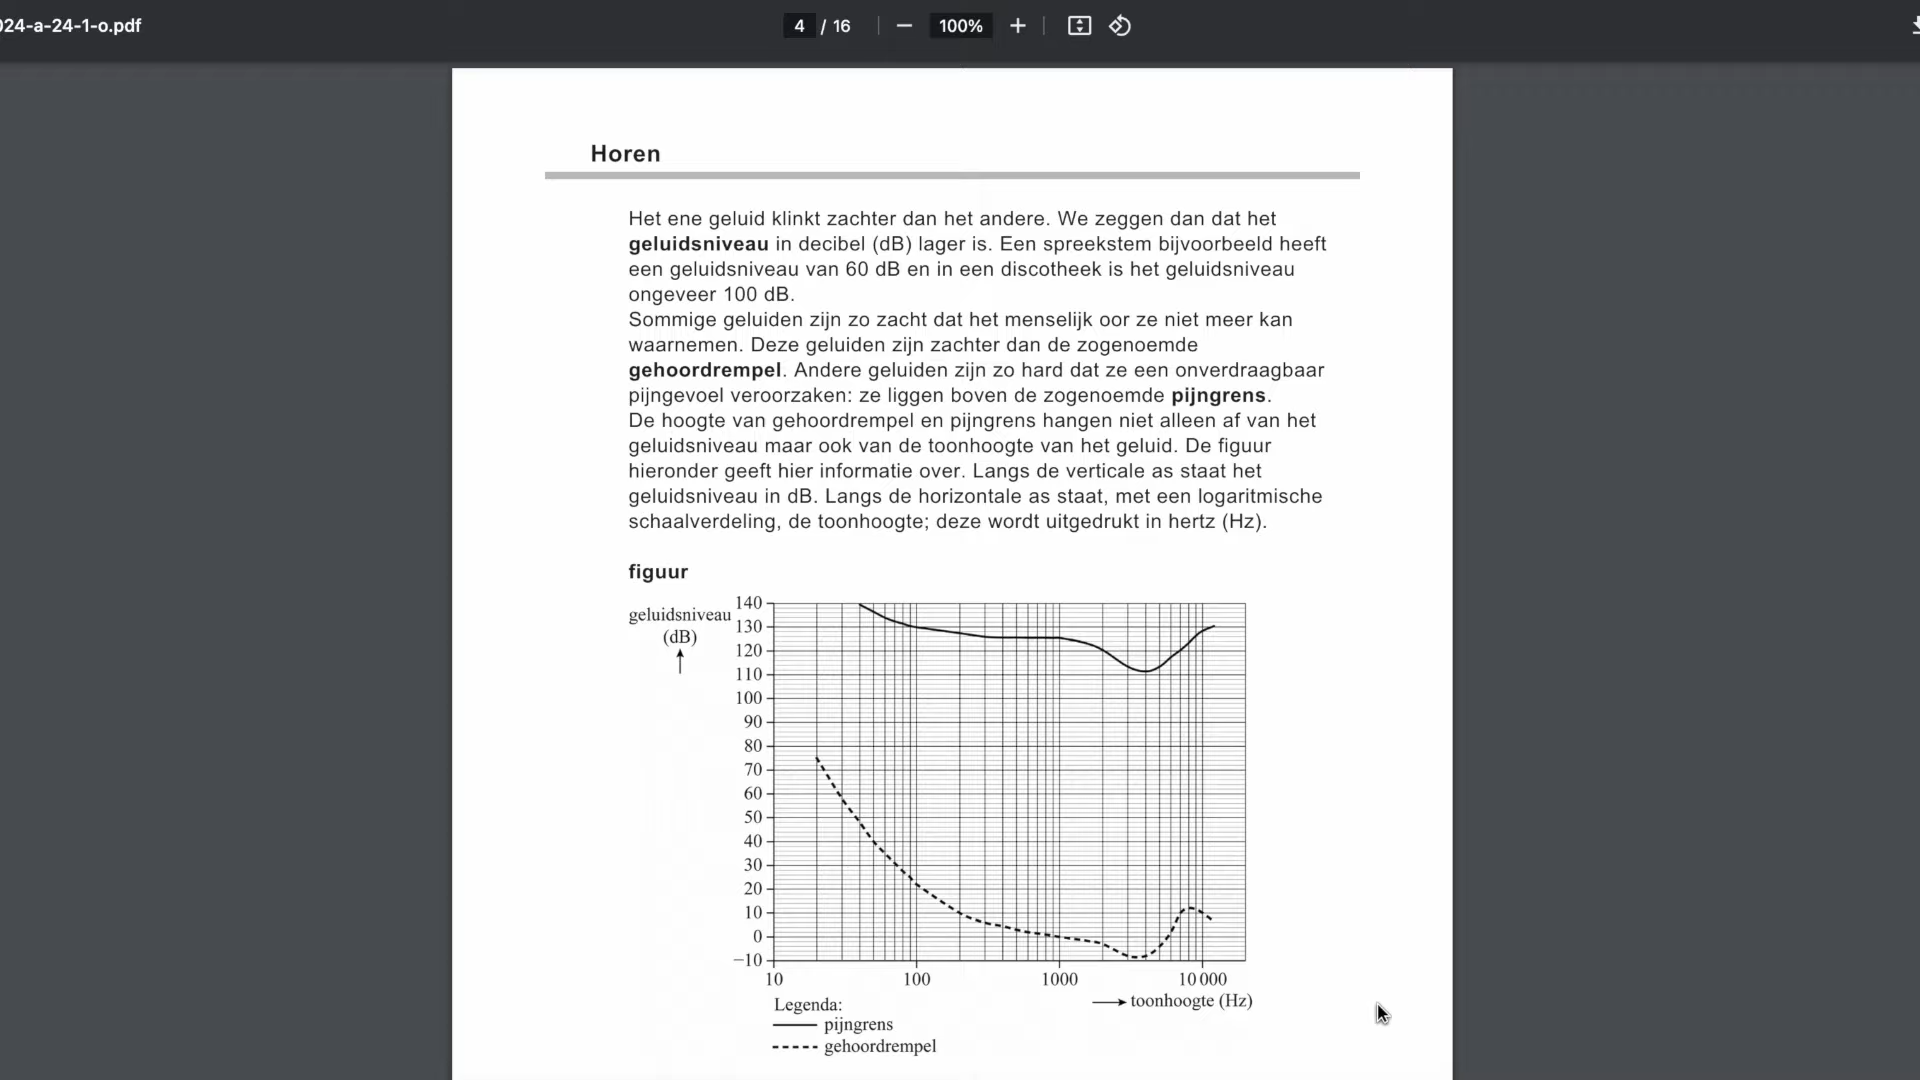 024-a-24-1-o.pdf
4 / 16
100%
Horen
Het ene geluid klinkt zachter dan het andere. We zeggen dan dat het
geluidsniveau in decibel (dB) lager is. Een spreekstem bijvoorbeeld heeft
een geluidsniveau van 60 dB en in een discotheek is het geluidsniveau
ongeveer 100 dB.
Sommige geluiden zijn zo zacht dat het menselijk oor ze niet meer kan
waarnemen. Deze geluiden zijn zachter dan de zogenoemde
gehoordrempel. Andere geluiden zijn zo hard dat ze een onverdraagbaar
pijngevoel veroorzaken: ze liggen boven de zogenoemde pijngrens.
De hoogte van gehoordrempel en pijngrens hangen niet alleen af van het
geluidsniveau maar ook van de toonhoogte van het geluid. De figuur
hieronder geeft hier informatie over. Langs de verticale as staat het
geluidsniveau in dB. Langs de horizontale as staat, met een logaritmische
schaalverdeling, de toonhoogte; deze wordt uitgedrukt in hertz (Hz).
figuur
geluidsniveau
(dB)
140
130
120
110
100
90
80
70
60
50
40
30
20
10
0
−10
10
100
1000
10 000
toonhoogte (Hz)
Legenda:
pijngrens
gehoordrempel